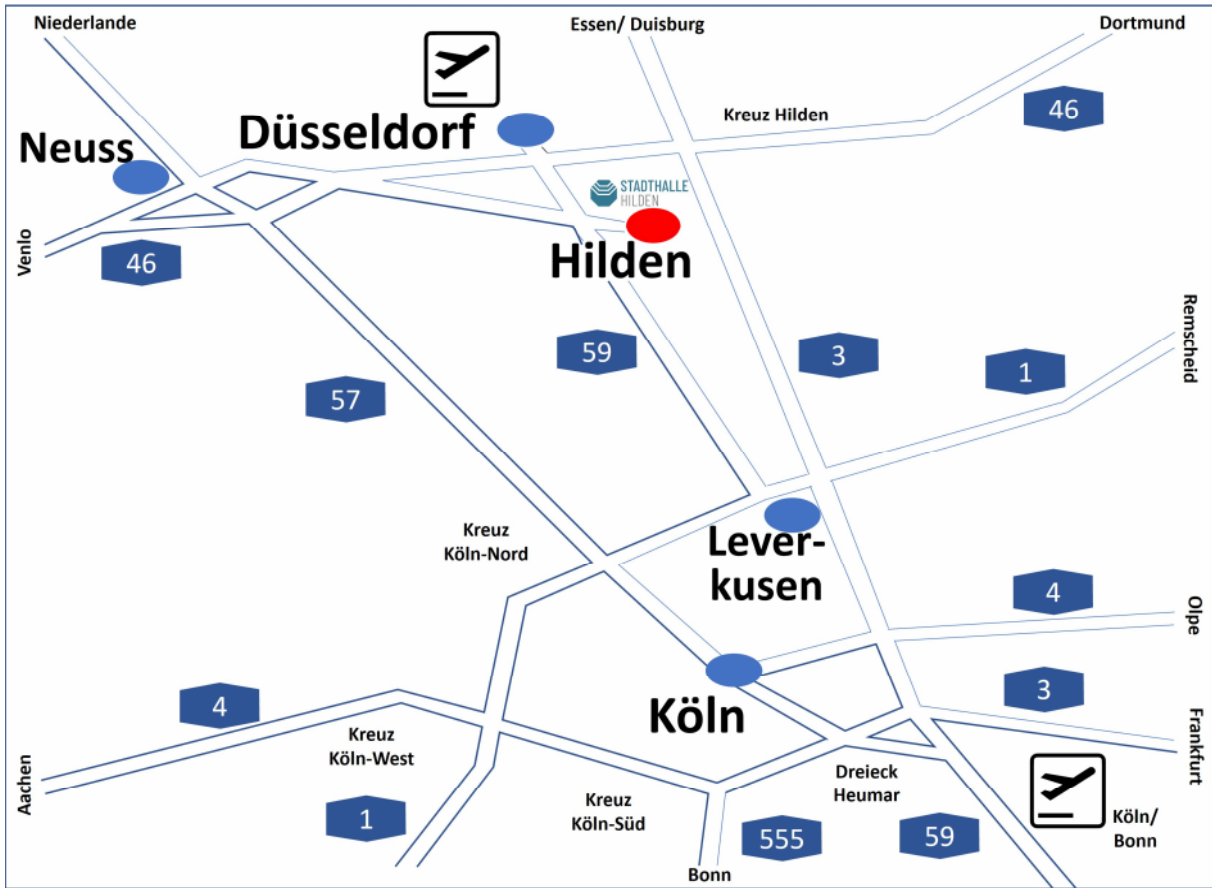 Niederlande
Essen/ Duisburg
Dortmund
46
Kreuz Hilden
Düsseldorf
Neuss
STADTHALLE
HILDEN
Hilden
Venlo
46
59
3
1
Remscheid
57
Kreuz
Köln-Nord
Lever-
kusen
4
Olpe
4
Köln
3
Frankfurt
Kreuz
Köln-West
Aachen
Dreieck
Heumar
Kreuz
Köln-Süd
1
555
59
Köln/
Bonn
Bonn